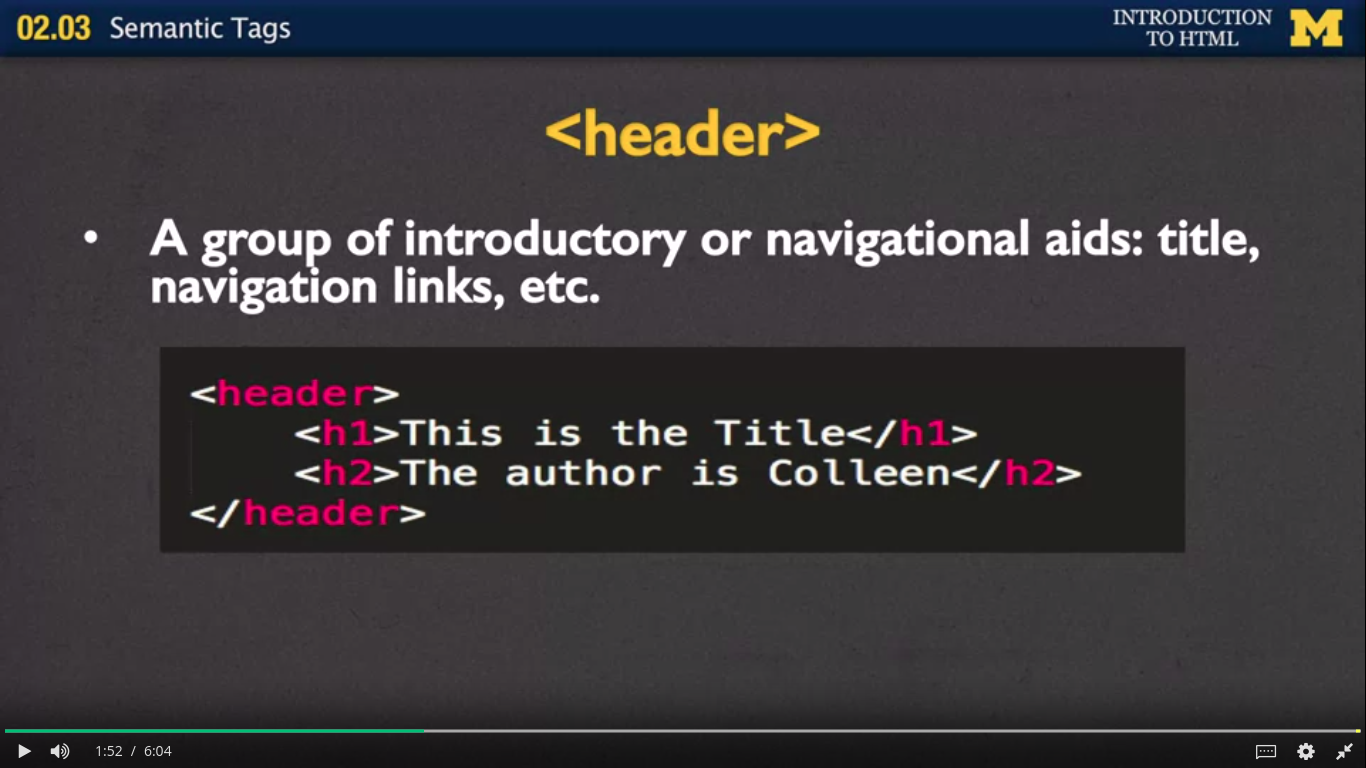 02.03 Semantic Tags
INTRODUCTION
TO HTML
M
<header>
• A group of introductory or navigational aids: title,
navigation links, etc.
<header>
    <h1>This is the Title</h1>
    <h2>The author is Colleen</h2>
</header>
1:52 / 6:04